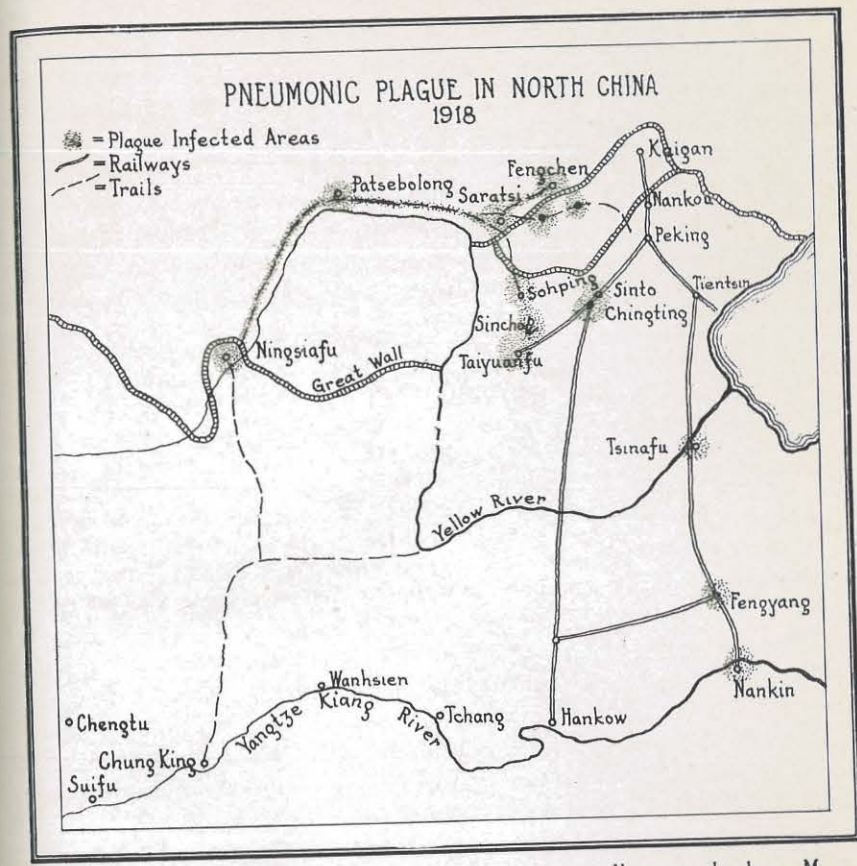 PNEUMONIC PLAGUE IN NORTH CHINA
1918
= Plague Infected Areas
= Railways
= Trails
Kaigan
Fengchen
Patsebolong
Saratsi
Nankou
Peking
Sohping
Sinto
Tientsin
Chingting
Sinchow
Ningsiafu
Taiyuanfu
Great Wall
Tsinafu
Yellow River
Fengyang
Wanhsien
Nankin
Chengtu
Yangtze Kiang River
Tchang
Hankow
Chung King
Suifu